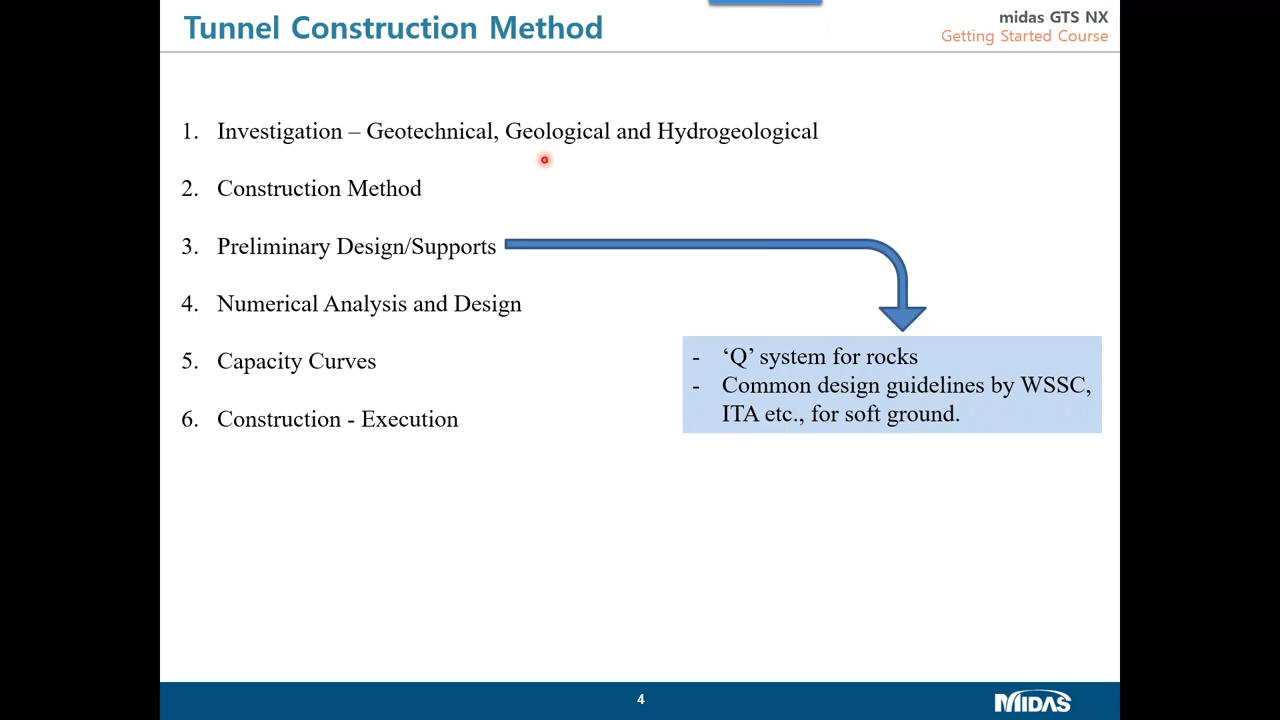 Tunnel Construction Method
midas GTS NX
Getting Started Course
1. Investigation – Geotechnical, Geological and Hydrogeological
2. Construction Method
3. Preliminary Design/Supports
4. Numerical Analysis and Design
5. Capacity Curves
6. Construction - Execution
- ‘Q’ system for rocks
- Common design guidelines by WSSC,
ITA etc., for soft ground.
4
MIDAS